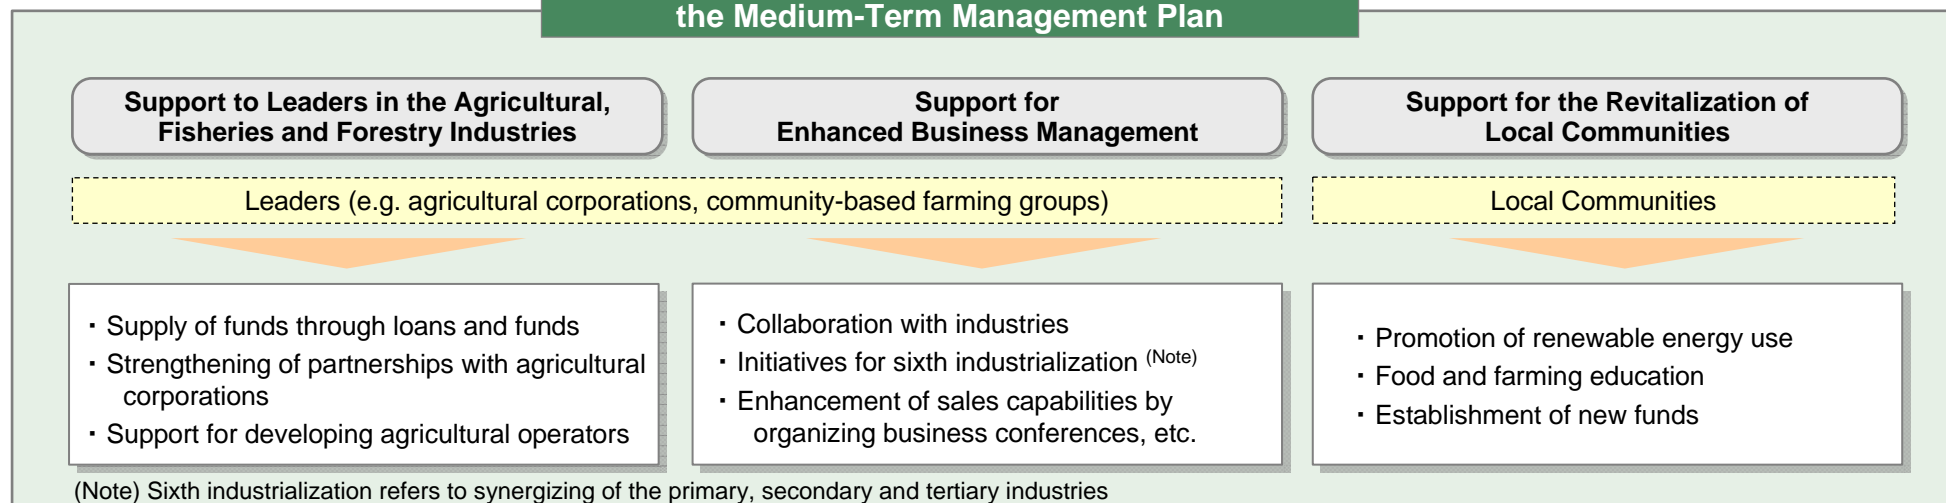 the Medium-Term Management Plan
Support to Leaders in the Agricultural,
Fisheries and Forestry Industries
Support for
Enhanced Business Management
Support for the Revitalization of
Local Communities
Leaders (e.g. agricultural corporations, community-based farming groups)
Local Communities
・Supply of funds through loans and funds
・Strengthening of partnerships with agricultural
corporations
・Support for developing agricultural operators
・Collaboration with industries
・Initiatives for sixth industrialization (Note)
・Enhancement of sales capabilities by
organizing business conferences, etc.
・Promotion of renewable energy use
・Food and farming education
・Establishment of new funds
(Note) Sixth industrialization refers to synergizing of the primary, secondary and tertiary industries